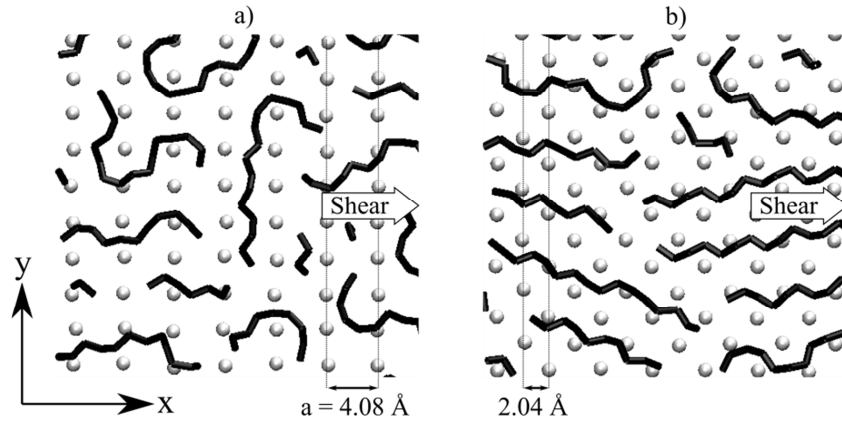 a)
b)
Shear
Shear
y
x
a = 4.08 Å
2.04 Å